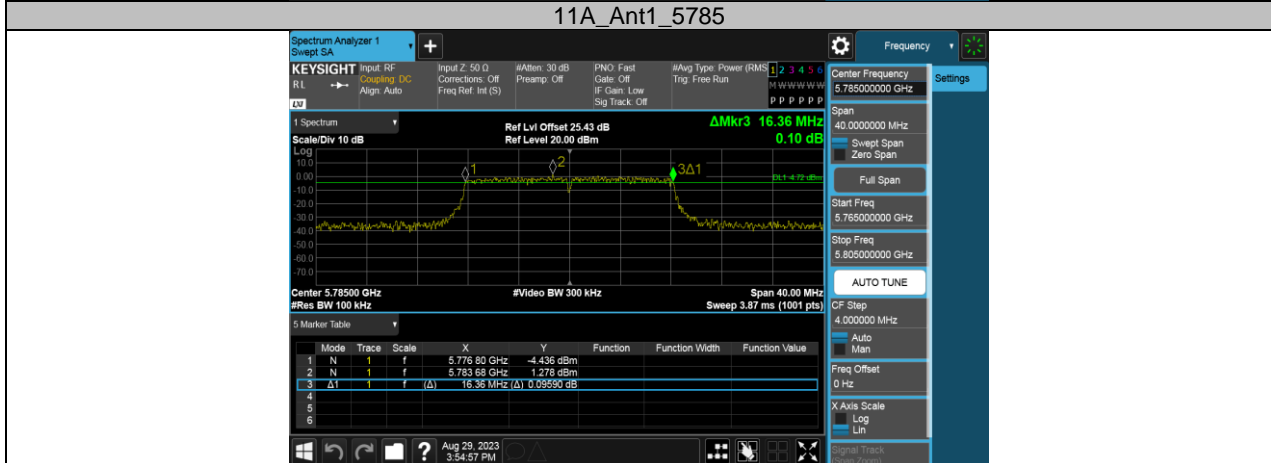 11A_Ant1_5785
Spectrum Analyzer 1
Swept SA
+
Frequency
KEYSIGHT Input: RF Input Z: 50 Ω #Atten: 30 dB PNO: Fast #Avg Type: Power (RMS 1 2 3 4 5 6
RL Coupling: DC Corrections: Off Preamp: Off Gate: Off Trig: Free Run M W W W W W
Align: Auto Freq Ref: Int (S) IF Gain: Low
Sig Track: Off P P P P P P
LXI
1 Spectrum
Ref Lvl Offset 25.43 dB ΔMkr3 16.36 MHz
Scale/Div 10 dB Ref Level 20.00 dBm 0.10 dB
Log
10.0
0.00
-10.0
-20.0
-30.0
-40.0
-50.0
-60.0
-70.0
1
2
3Δ1
DL1 -4.72 dBm
Center 5.78500 GHz #Video BW 300 kHz Span 40.00 MHz
#Res BW 100 kHz Sweep 3.87 ms (1001 pts)
5 Marker Table
Mode Trace Scale X Y Function Function Width Function Value
1 N 1 f 5.776 80 GHz -4.436 dBm
2 N 1 f 5.783 68 GHz 1.278 dBm
3 Δ1 1 f (Δ) 16.36 MHz (Δ) 0.09590 dB
4
5
6
?
Aug 29, 2023
3:54:57 PM
Center Frequency
5.785000000 GHz
Settings
Span
40.0000000 MHz
Swept Span
Zero Span
Full Span
Start Freq
5.765000000 GHz
Stop Freq
5.805000000 GHz
AUTO TUNE
CF Step
4.000000 MHz
Auto
Man
Freq Offset
0 Hz
X Axis Scale
Log
Lin
Signal Track
(Span Zoom)